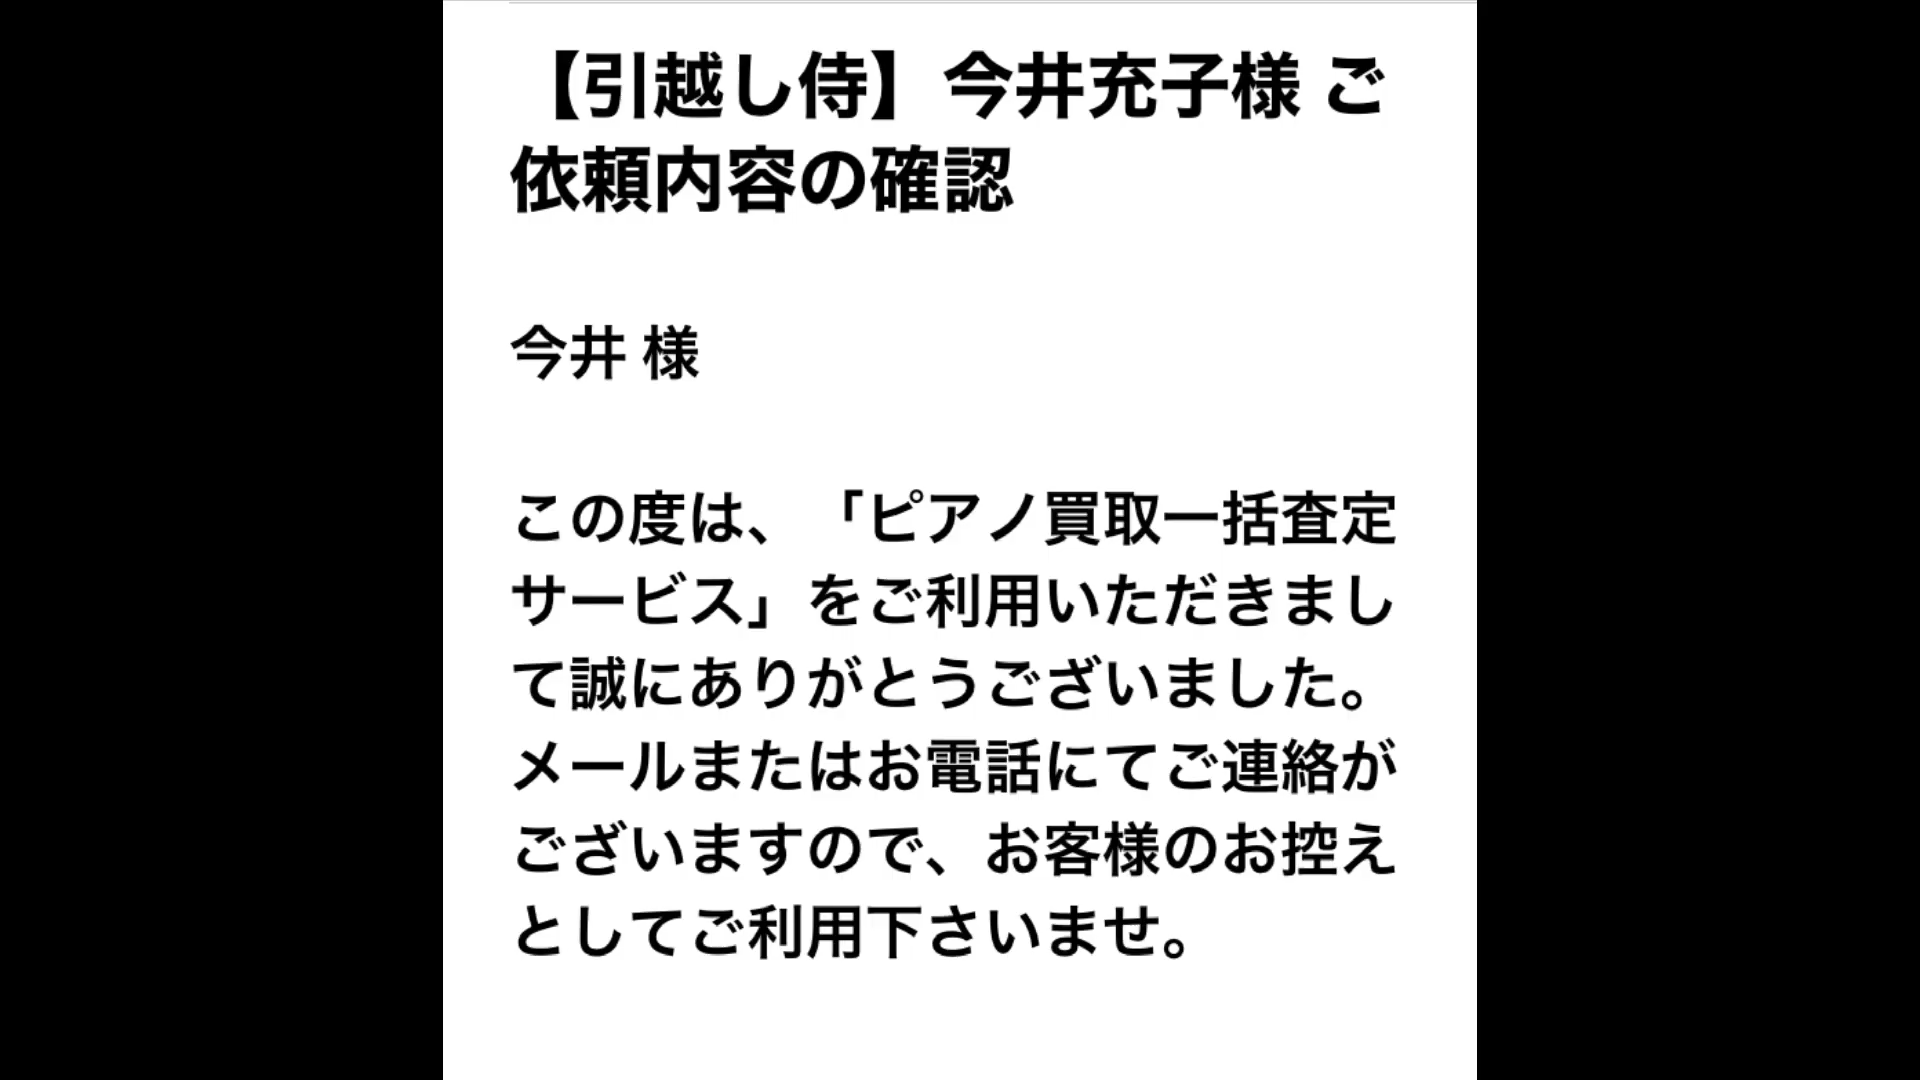 【引越し侍】今井充子様 ご
依頼内容の確認
今井 様
この度は、「ピアノ買取一括査定
サービス」をご利用いただきまし
て誠にありがとうございました。
メールまたはお電話にてご連絡が
ございますので、お客様のお控え
としてご利用下さいませ。